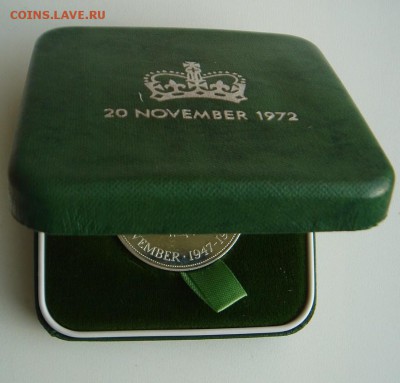 COINS.LAVE.RU
20 NOVEMBER 1972
VEMBER · 1947-1